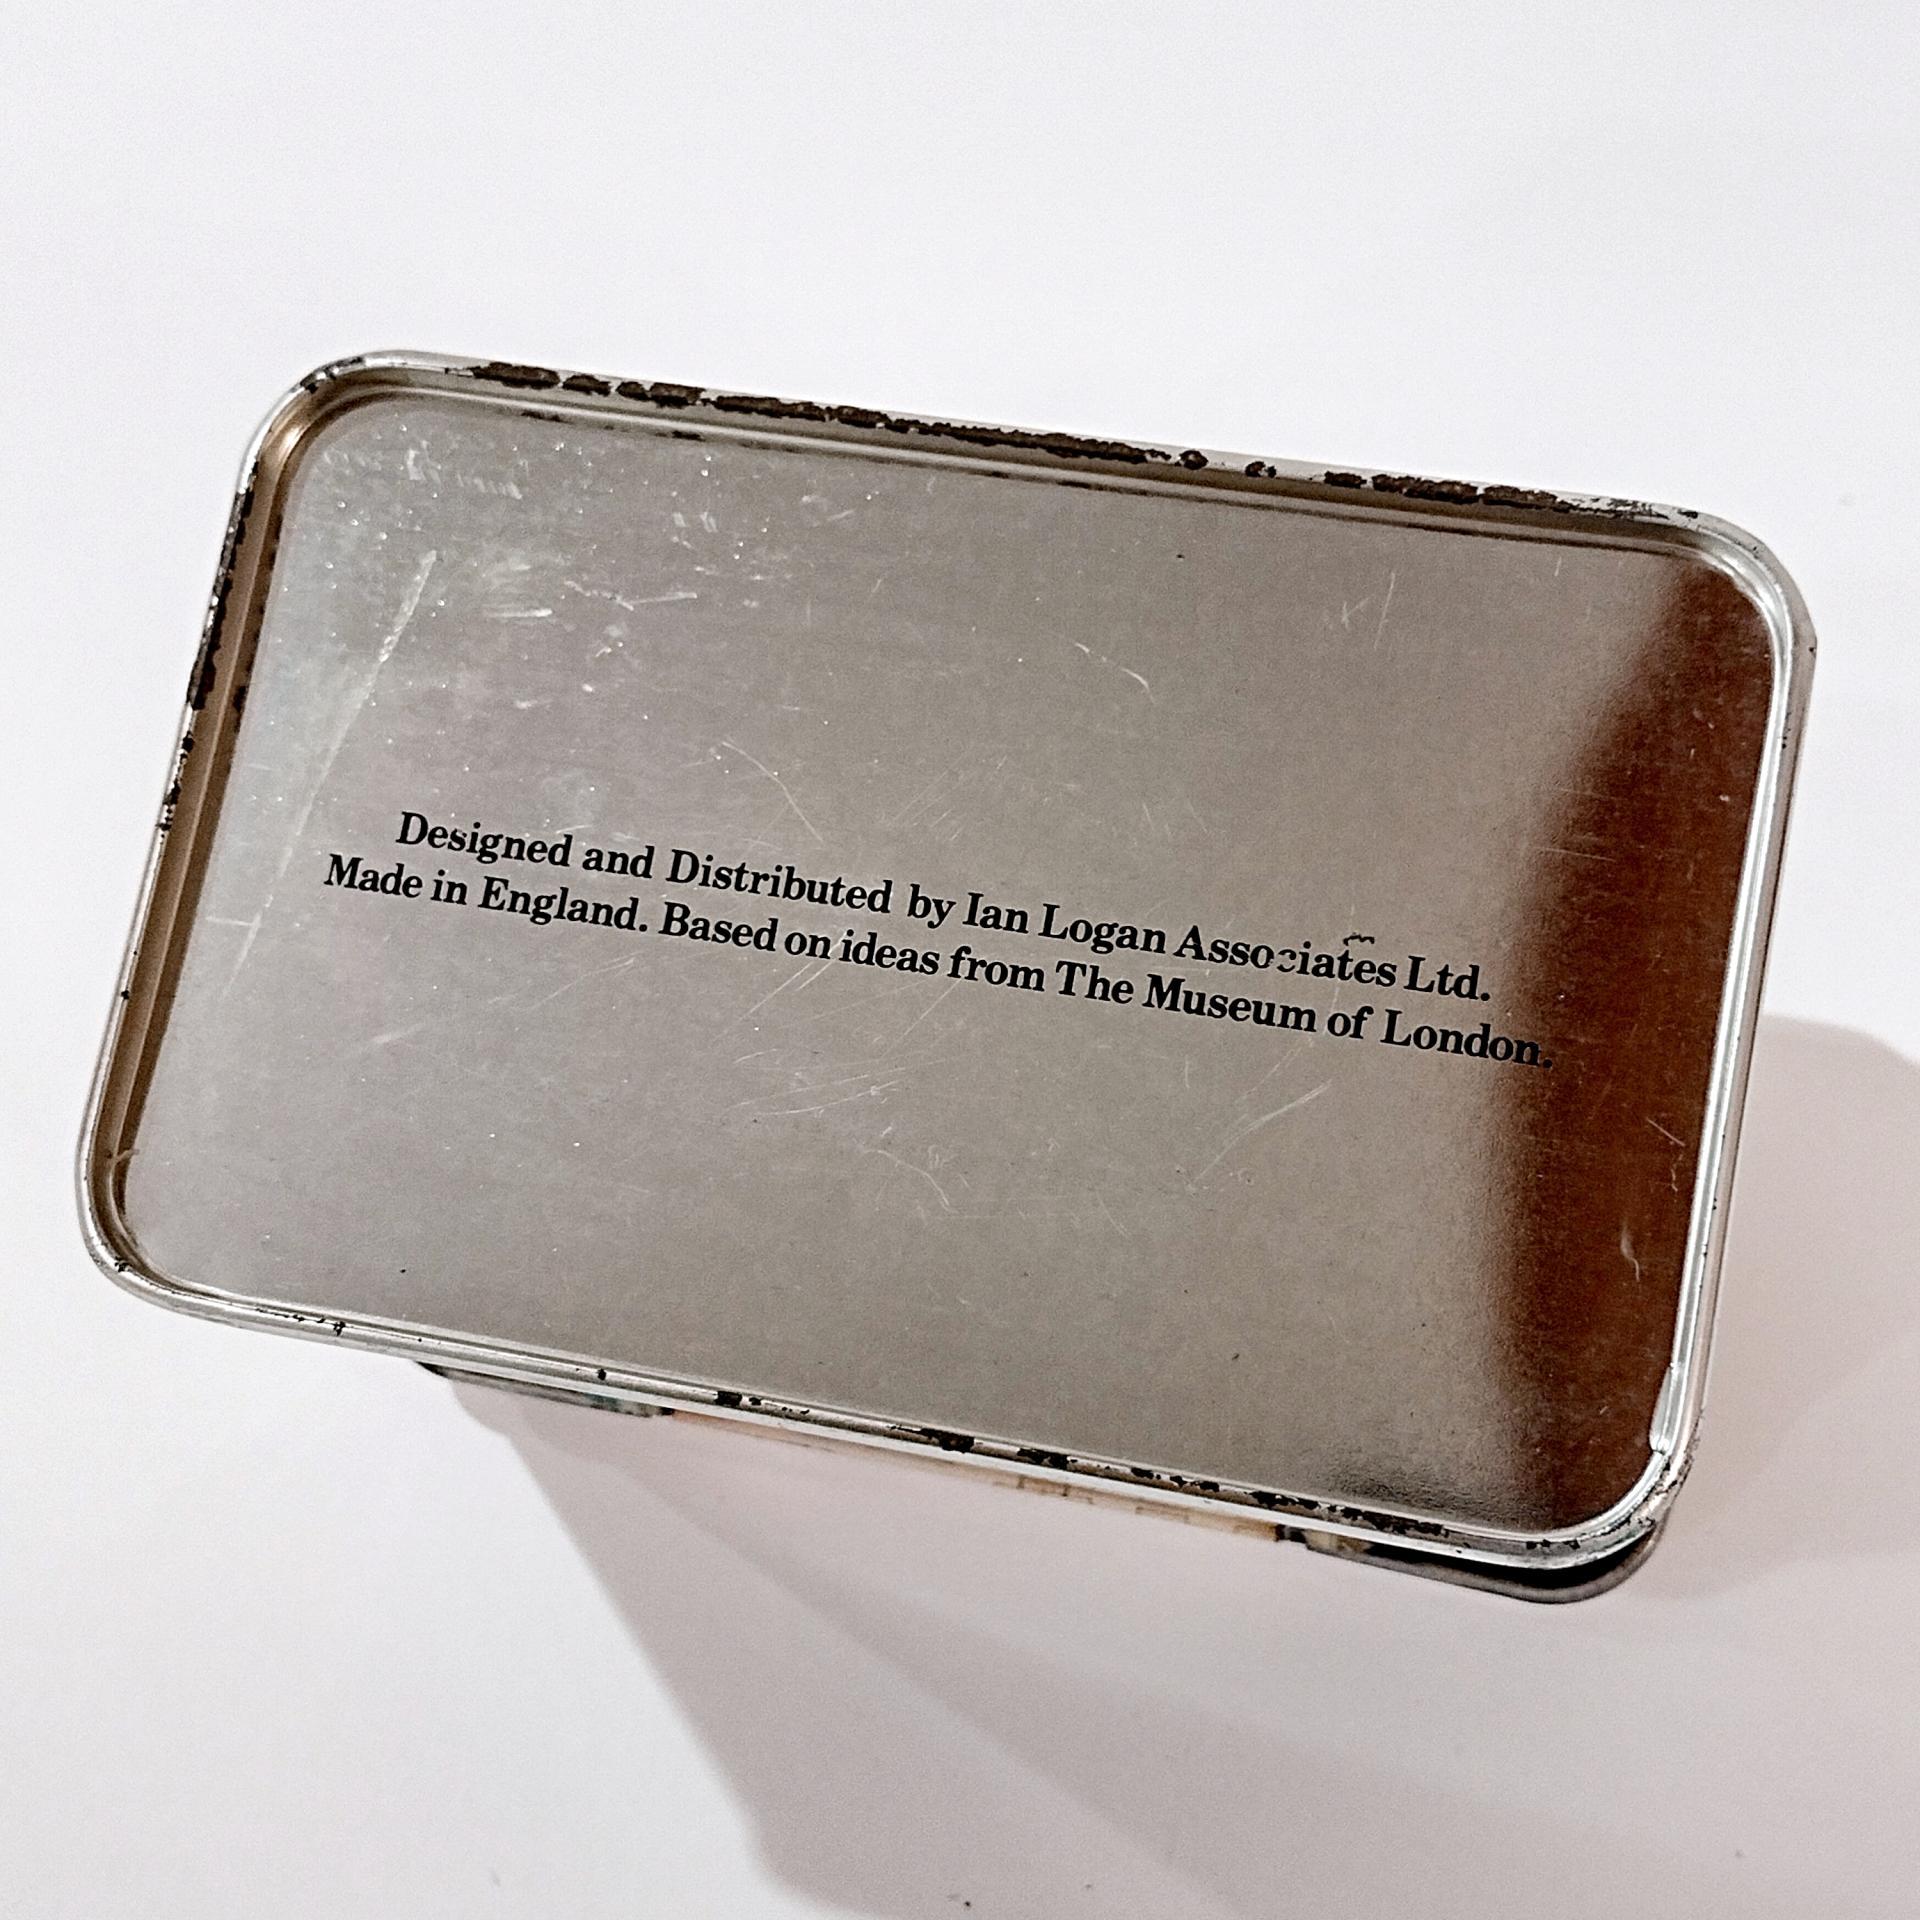 Designed and Distributed by Ian Logan Associates Ltd.
Made in England. Based on ideas from The Museum of London.